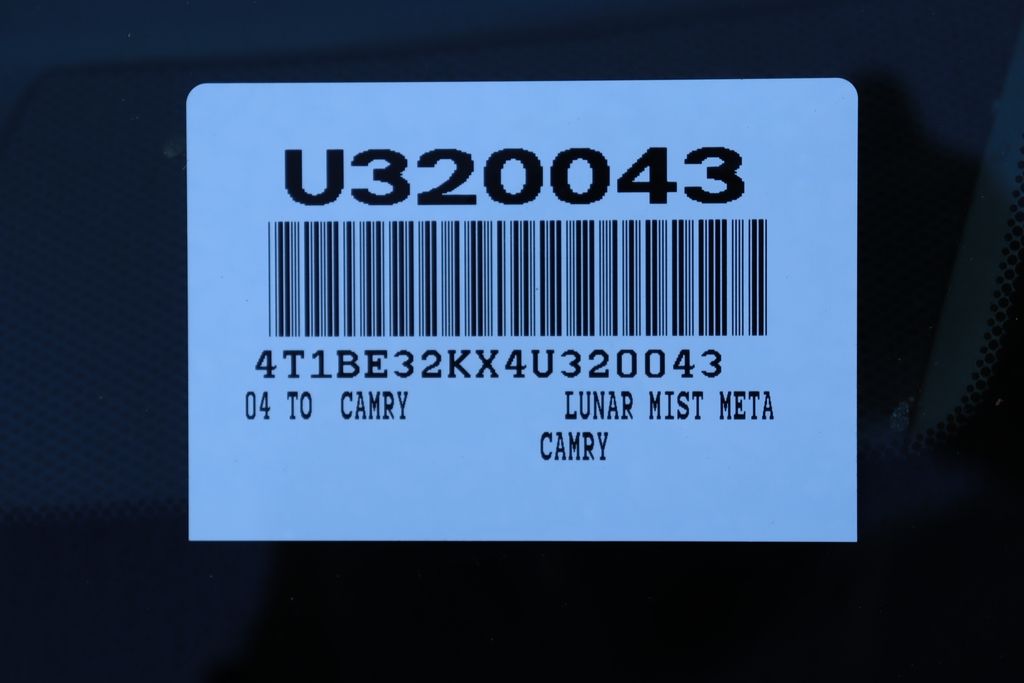 U320043
4T1BE32KX4U320043
04 TO CAMRY LUNAR MIST META
CAMRY